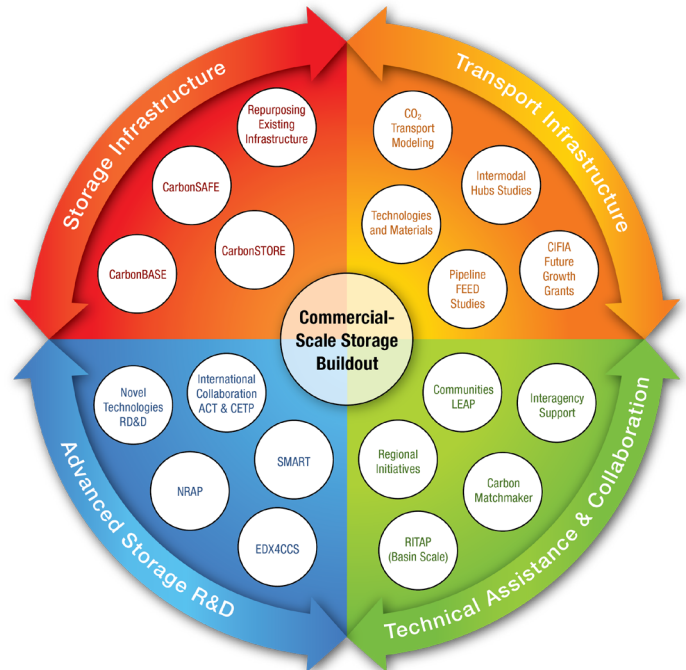 Storage Infrastructure
Repurposing
Existing
Infrastructure
CarbonSAFE
CarbonSTORE
CarbonBASE
Transport Infrastructure
CO₂
Transport
Modeling
Intermodal
Hubs Studies
Technologies
and Materials
CIFIA
Future
Growth
Grants
Pipeline
FEED
Studies
Commercial-
Scale Storage
Buildout
Advanced Storage R&D
Novel
Technologies
RD&D
International
Collaboration
ACT & CETP
SMART
NRAP
EDX4CCS
Technical Assistance & Collaboration
Communities
LEAP
Interagency
Support
Regional
Initiatives
Carbon
Matchmaker
RITAP
(Basin Scale)